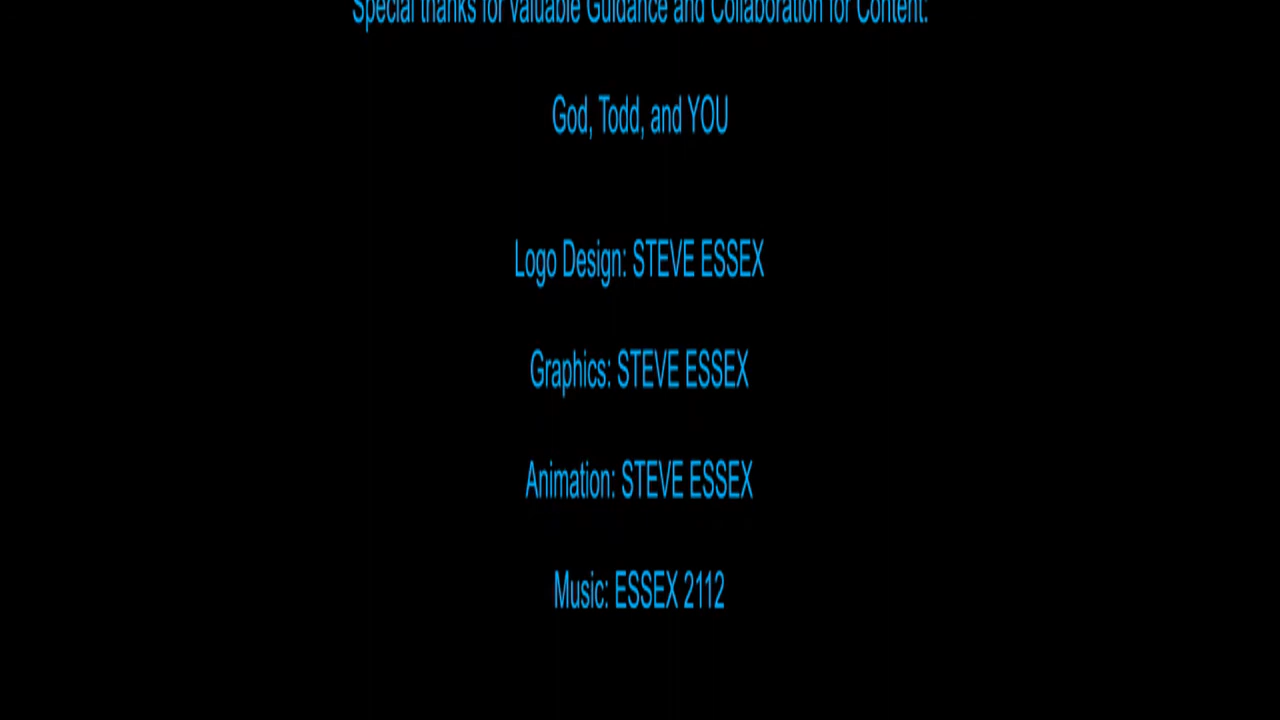 Special thanks for valuable Guidance and Collaboration for Content:
God, Todd, and YOU
Logo Design: STEVE ESSEX
Graphics: STEVE ESSEX
Animation: STEVE ESSEX
Music: ESSEX 2112